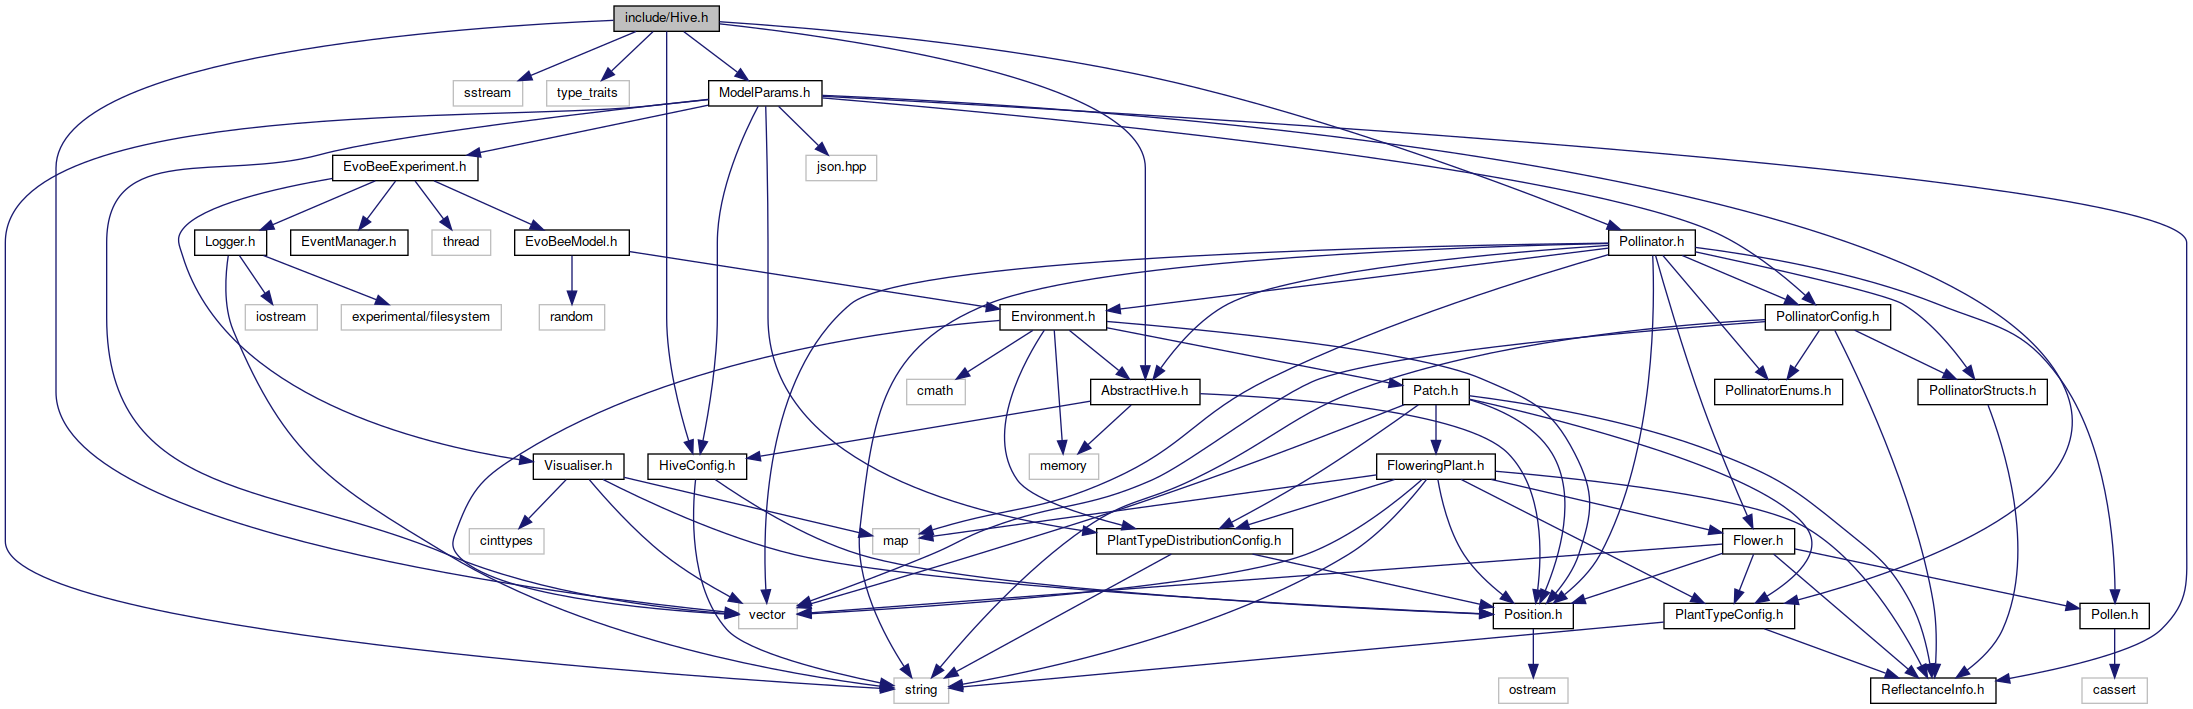 include/Hive.h
sstream
type_traits
ModelParams.h
EvoBeeExperiment.h
json.hpp
Logger.h
EventManager.h
thread
EvoBeeModel.h
Pollinator.h
iostream
experimental/filesystem
random
Environment.h
PollinatorConfig.h
cmath
AbstractHive.h
Patch.h
PollinatorEnums.h
PollinatorStructs.h
Visualiser.h
HiveConfig.h
memory
FloweringPlant.h
cinttypes
map
PlantTypeDistributionConfig.h
Flower.h
vector
Position.h
PlantTypeConfig.h
Pollen.h
string
ostream
ReflectanceInfo.h
cassert